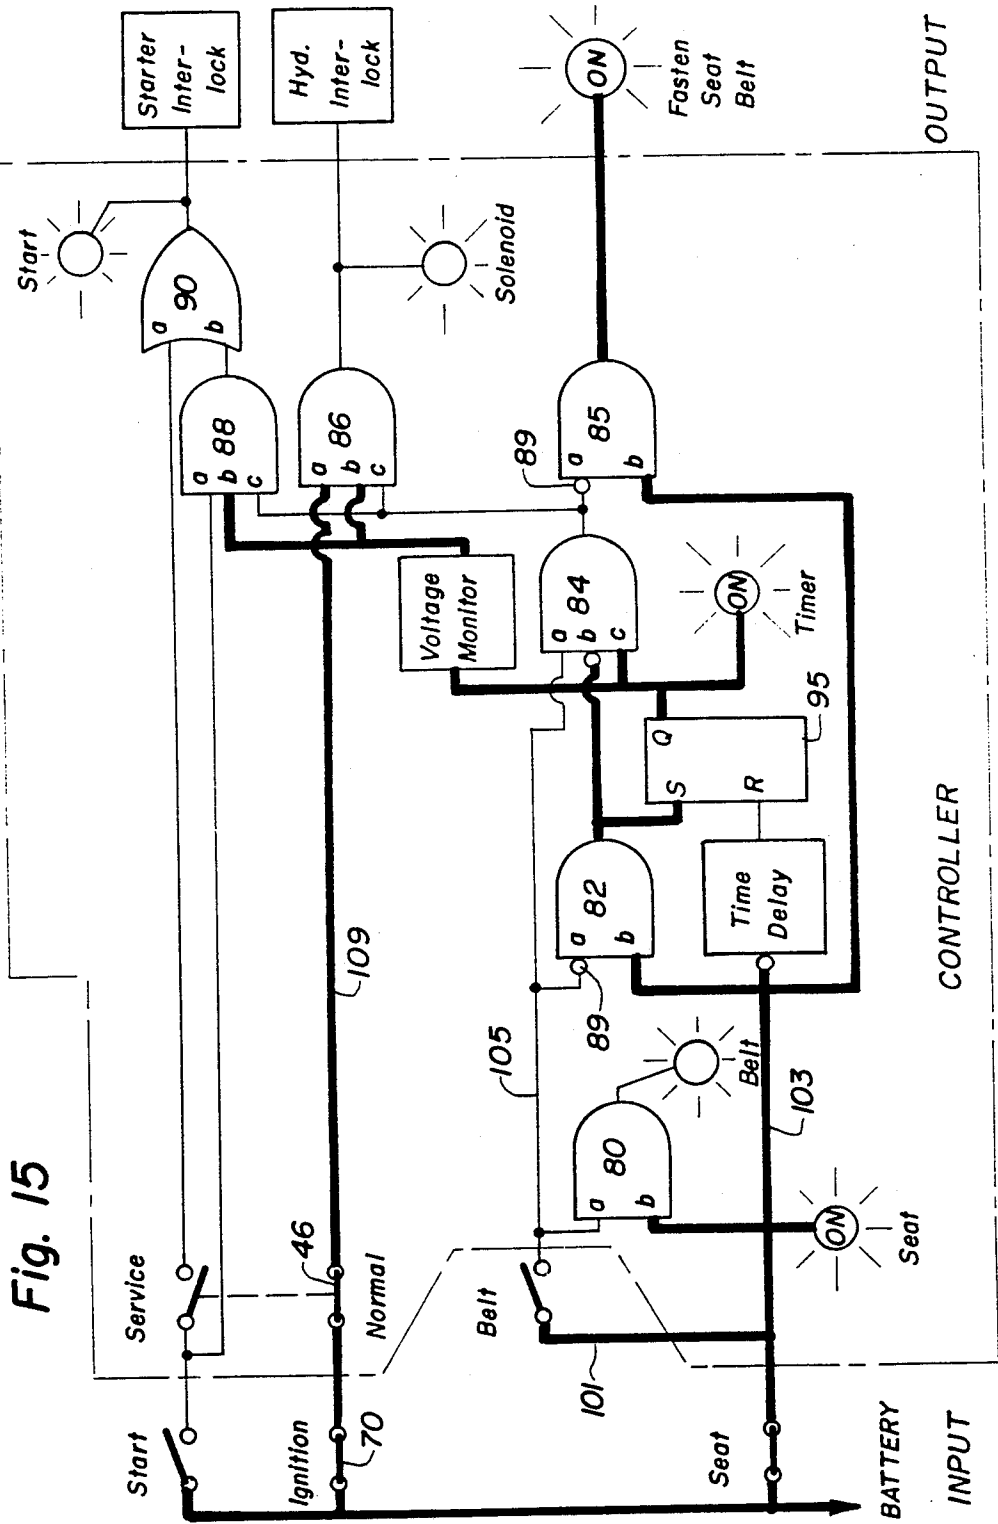 Fig. 15
Starter
Inter-
lock
Hyd.
Inter-
lock
ON
Fasten
Seat
Belt
OUTPUT
Start
Solenoid
90
a
b
88
a
b
c
86
a
b
c
89
85
a
b
Voltage
Monitor
84
a
b
c
ON
Timer
Q
S
R
95
82
a
b
89
Time
Delay
CONTROLLER
109
105
80
a
b
Belt
103
ON
Seat
Service
46
Normal
Belt
101
Start
Ignition
70
Seat
BATTERY
INPUT